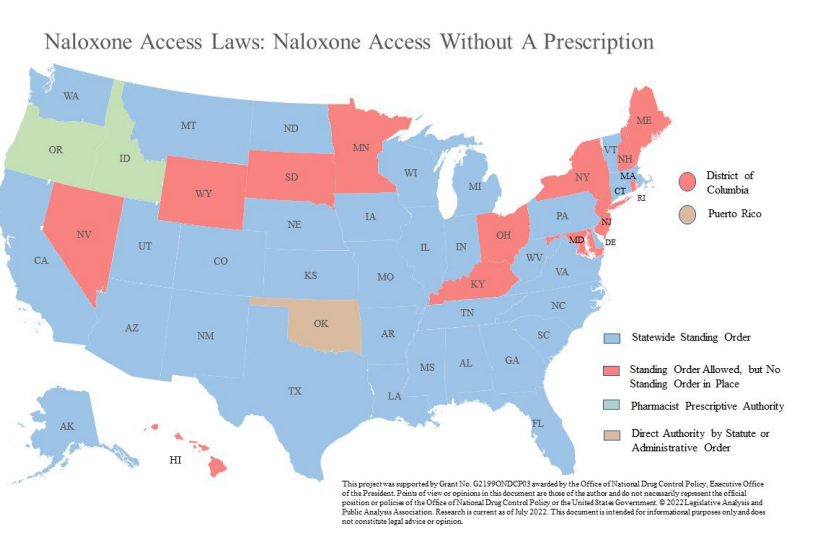 Naloxone Access Laws: Naloxone Access Without A Prescription
WA
MT
ND
MN
ME
OR
ID
VT
NH
WI
SD
NY
MA
MI
WY
CT
RI
District of
Columbia
Puerto Rico
IA
PA
NJ
NV
NE
OH
MD
DE
UT
IL
IN
CA
CO
WV
VA
KS
MO
KY
NC
TN
OK
AZ
NM
AR
SC
MS
AL
GA
TX
LA
FL
AK
HI
Statewide Standing Order
Standing Order Allowed, but No
Standing Order in Place
Pharmacist Prescriptive Authority
Direct Authority by Statute or
Administrative Order
This project was supported by Grant No. G2199ONDCP03 awarded by the Office of National Drug Control Policy, Executive Office
of the President. Points of view or opinions in this document are those of the author and do not necessarily represent the official
position or policies of the Office of National Drug Control Policy or the United States Government. © 2022 Legislative Analysis and
Public Analysis Association. Research is current as of July 2022. This document is intended for informational purposes only and does
not constitute legal advice or opinion.